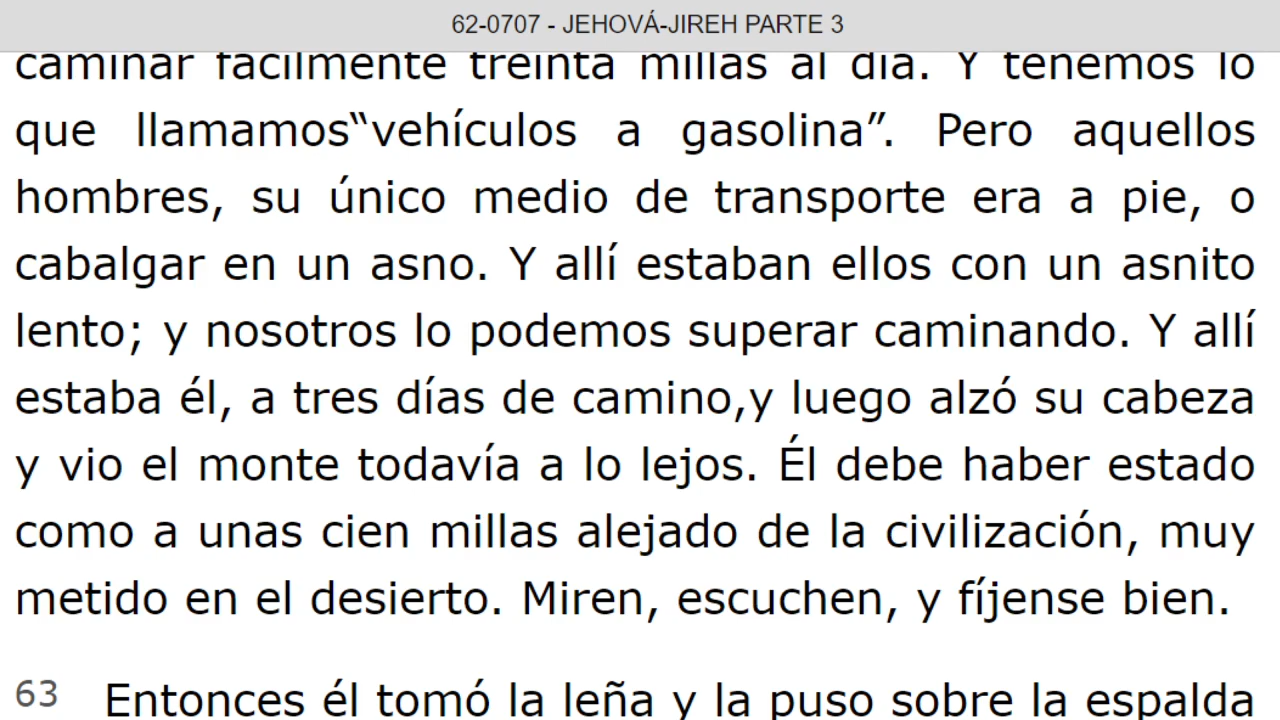 62-0707 - JEHOVÁ-JIREH PARTE 3
caminar fácilmente treinta millas al día. Y tenemos lo
que llamamos“vehículos a gasolina”. Pero aquellos
hombres, su único medio de transporte era a pie, o
cabalgar en un asno. Y allí estaban ellos con un asnito
lento; y nosotros lo podemos superar caminando. Y allí
estaba él, a tres días de camino,y luego alzó su cabeza
y vio el monte todavía a lo lejos. Él debe haber estado
como a unas cien millas alejado de la civilización, muy
metido en el desierto. Miren, escuchen, y fíjense bien.
63 Entonces él tomó la leña y la puso sobre la espalda